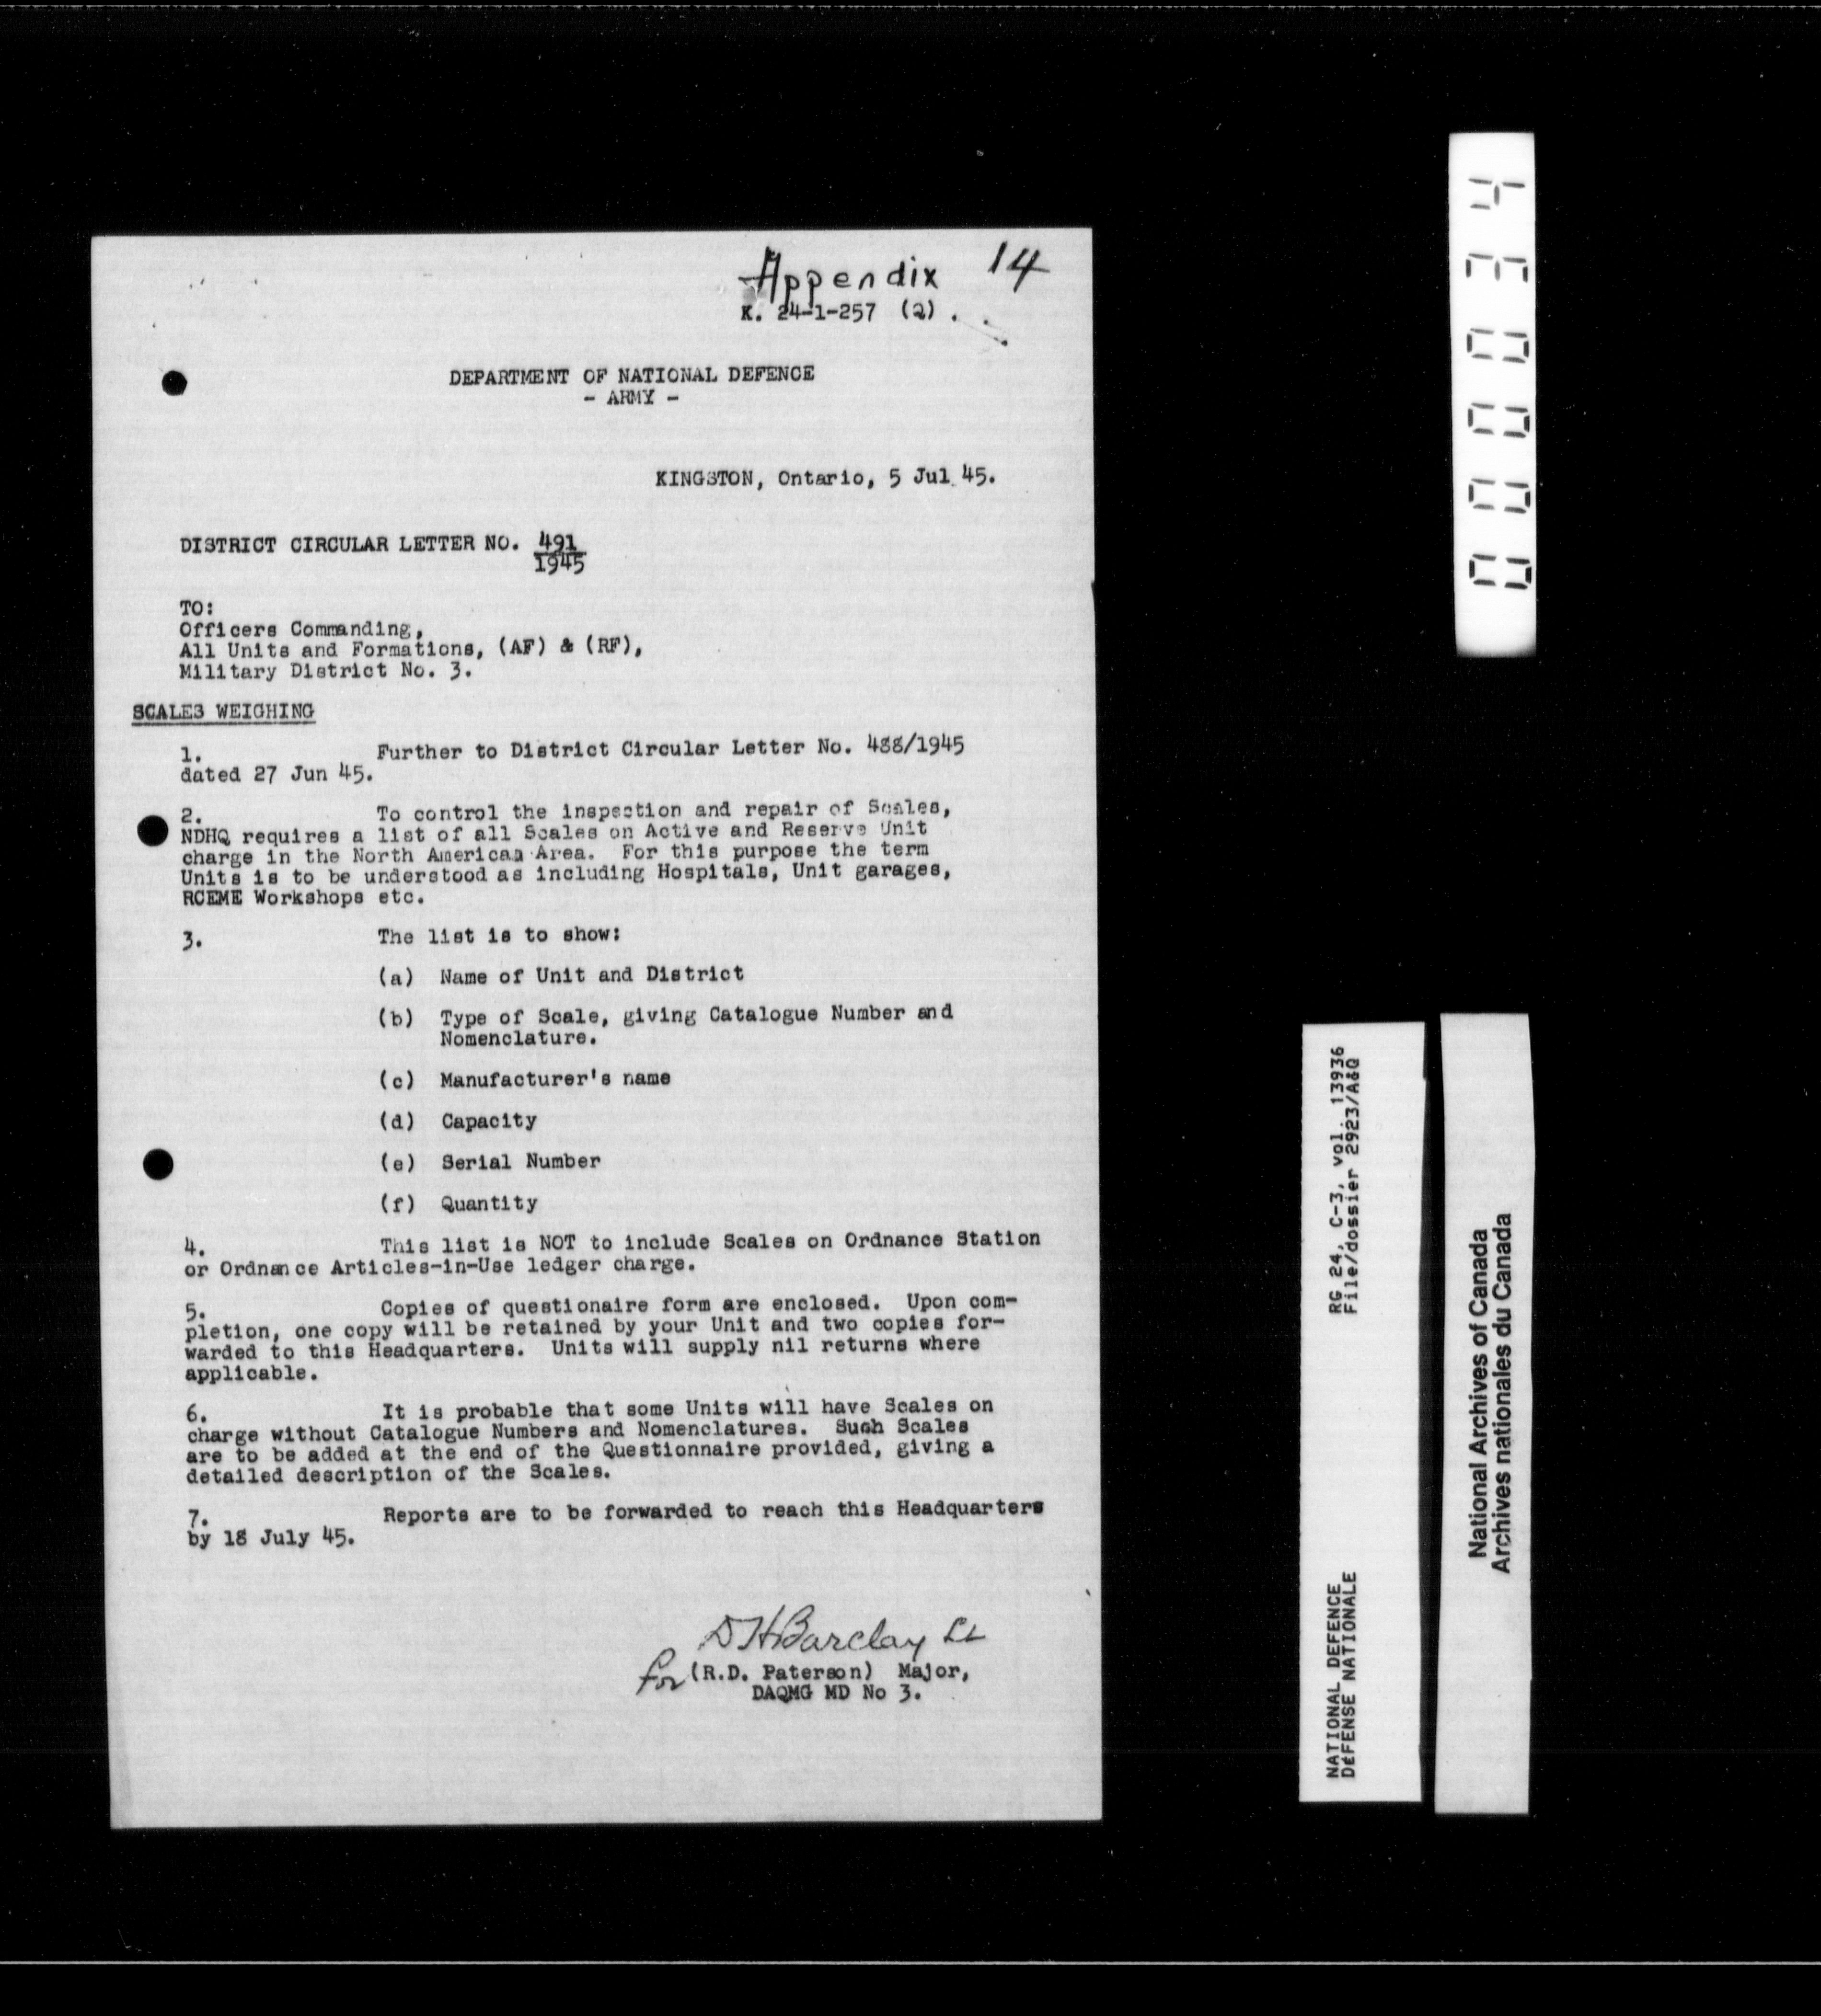 Appendix 14
K. 24-1-257 (2) .
DEPARTMENT OF NATIONAL DEFENCE
- ARMY -
KINGSTON, Ontario, 5 Jul 45.
DISTRICT CIRCULAR LETTER NO. 491
1945
TO:
Officers Commanding,
All Units and Formations, (AF) & (RF),
Military District No. 3.
SCALES WEIGHING
1. Further to District Circular Letter No. 488/1945
dated 27 Jun 45.
2. To control the inspection and repair of Scales,
NDHQ requires a list of all Scales on Active and Reserve Unit
charge in the North American Area. For this purpose the term
Units is to be understood as including Hospitals, Unit garages,
RCEME Workshops etc.
3. The list is to show:
(a) Name of Unit and District
(b) Type of Scale, giving Catalogue Number and
Nomenclature.
(c) Manufacturer's name
(d) Capacity
(e) Serial Number
(f) Quantity
4. This list is NOT to include Scales on Ordnance Station
or Ordnance Articles-in-Use ledger charge.
5. Copies of questionaire form are enclosed. Upon com-
pletion, one copy will be retained by your Unit and two copies for-
warded to this Headquarters. Units will supply nil returns where
applicable.
6. It is probable that some Units will have Scales on
charge without Catalogue Numbers and Nomenclatures. Such Scales
are to be added at the end of the Questionnaire provided, giving a
detailed description of the Scales.
7. Reports are to be forwarded to reach this Headquarters
by 18 July 45.
D H Barclay Lt
for (R.D. Paterson) Major,
DAQMG MD No 3.
000034
RG 24, C-3, vol. 13936
File/dossier 2923/A&Q
NATIONAL DEFENCE
DÉFENSE NATIONALE
National Archives of Canada
Archives nationales du Canada